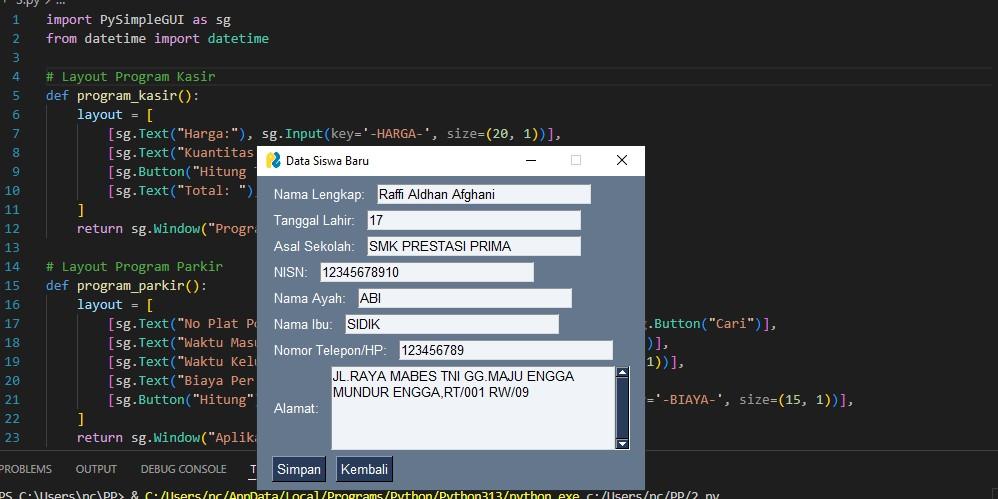 3.py > ...
1 import PySimpleGUI as sg
2 from datetime import datetime
3
4 # Layout Program Kasir
5 def program_kasir():
6 layout = [
7 [sg.Text("Harga:"), sg.Input(key='-HARGA-', size=(20, 1))],
8 [sg.Text("Kuantitas
9 [sg.Button("Hitung
10 [sg.Text("Total: ")
11 ]
12 return sg.Window("Progr
13
14 # Layout Program Parkir
15 def program_parkir():
16 layout = [
17 [sg.Text("No Plat Po .Button("Cari")],
18 [sg.Text("Waktu Masu )],
19 [sg.Text("Waktu Kelu 1))],
20 [sg.Text("Biaya Per
21 [sg.Button("Hitung") ='-BIAYA-', size=(15, 1))],
22 ]
23 return sg.Window("Aplika
Data Siswa Baru
Nama Lengkap: Raffi Aldhan Afghani
Tanggal Lahir: 17
Asal Sekolah: SMK PRESTASI PRIMA
NISN: 12345678910
Nama Ayah: ABI
Nama Ibu: SIDIK
Nomor Telepon/HP: 123456789
Alamat: JL.RAYA MABES TNI GG.MAJU ENGGA
MUNDUR ENGGA,RT/001 RW/09
Simpan Kembali
PROBLEMS OUTPUT DEBUG CONSOLE T
PS C:\Users\nc\PP> & C:/Users/nc/AppData/Local/Programs/Python/Python313/python.exe c:/Users/nc/PP/2.py